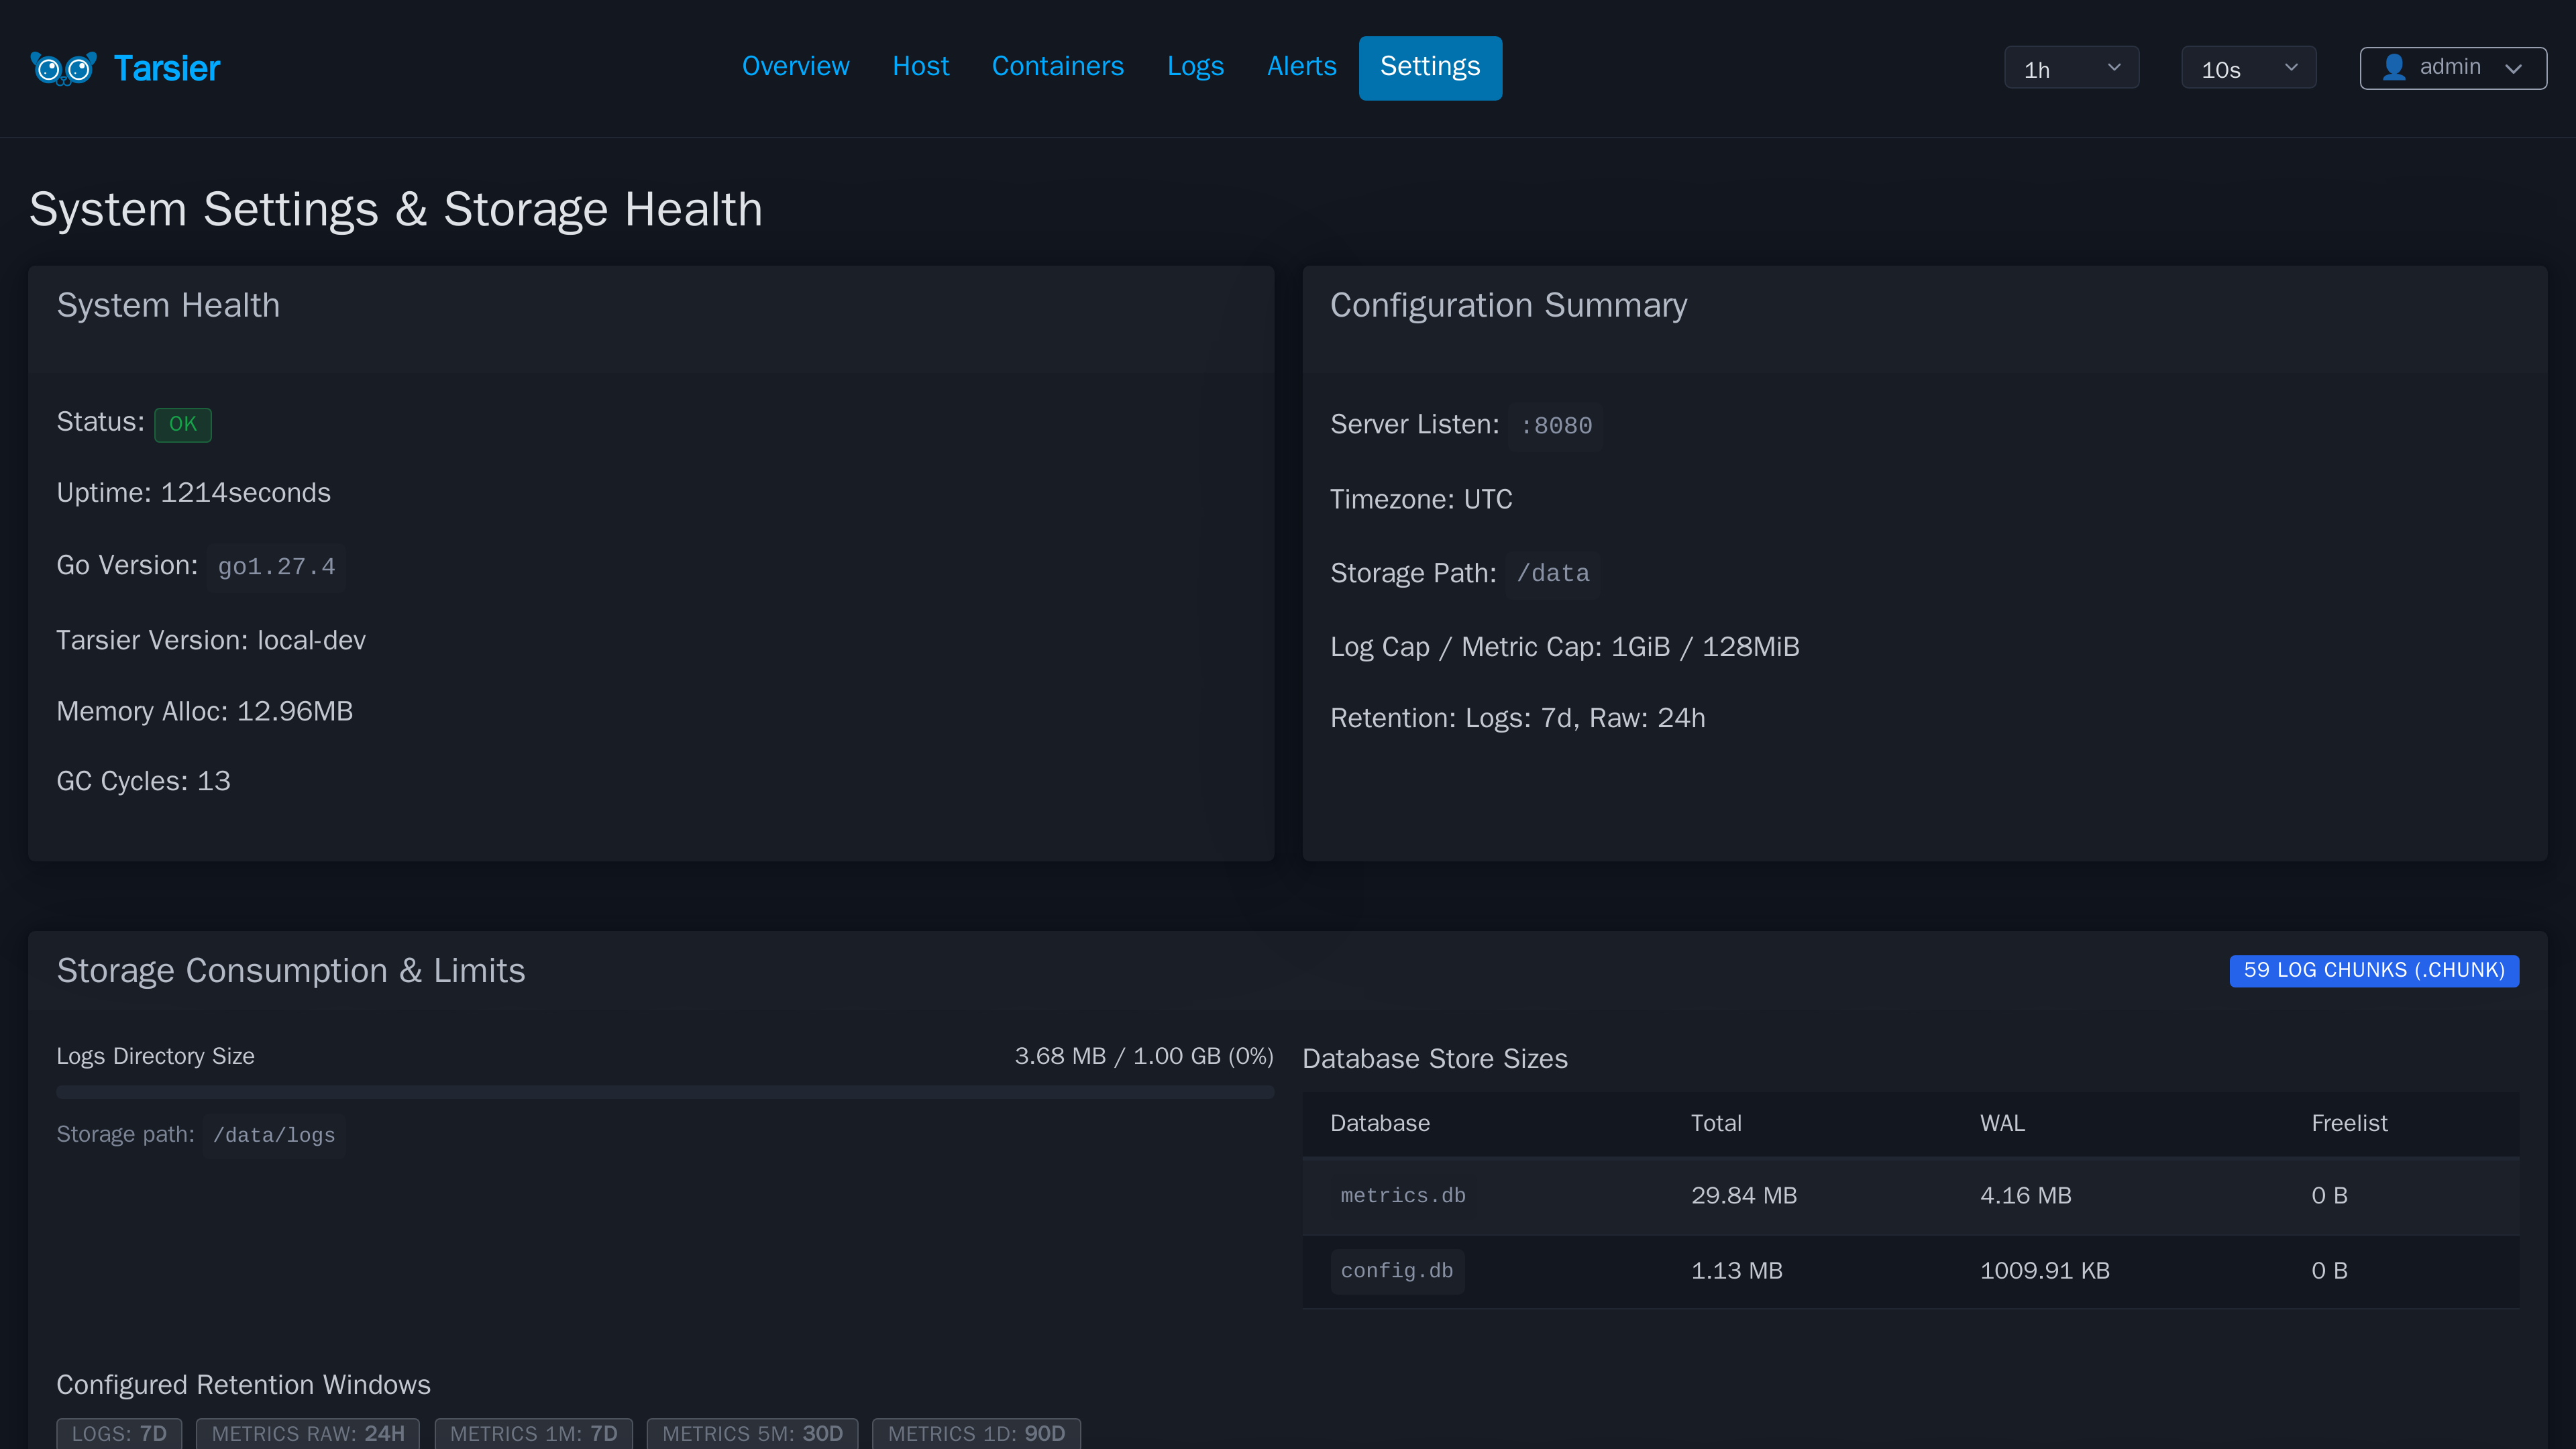 Tarsier
Overview Host Containers Logs Alerts Settings
1h 10s admin
System Settings & Storage Health
System Health
Status: OK
Uptime: 1214seconds
Go Version: go1.27.4
Tarsier Version: local-dev
Memory Alloc: 12.96MB
GC Cycles: 13
Configuration Summary
Server Listen: :8080
Timezone: UTC
Storage Path: /data
Log Cap / Metric Cap: 1GiB / 128MiB
Retention: Logs: 7d, Raw: 24h
Storage Consumption & Limits
59 LOG CHUNKS (.CHUNK)
Logs Directory Size 3.68 MB / 1.00 GB (0%)
Storage path: /data/logs
Database Store Sizes
Database Total WAL Freelist
metrics.db 29.84 MB 4.16 MB 0 B
config.db 1.13 MB 1009.91 KB 0 B
Configured Retention Windows
LOGS: 7D METRICS RAW: 24H METRICS 1M: 7D METRICS 5M: 30D METRICS 1D: 90D